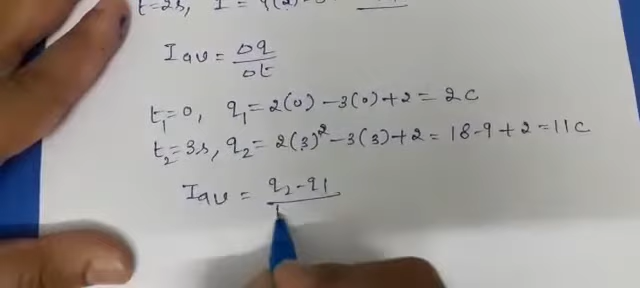 t=2s, I =
Iav = Δq/Δt
t₁=0, q₁=2(0)-3(0)+2=2C
t₂=3s, q₂=2(3)²-3(3)+2=18-9+2=11C
Iav = q₂-q1